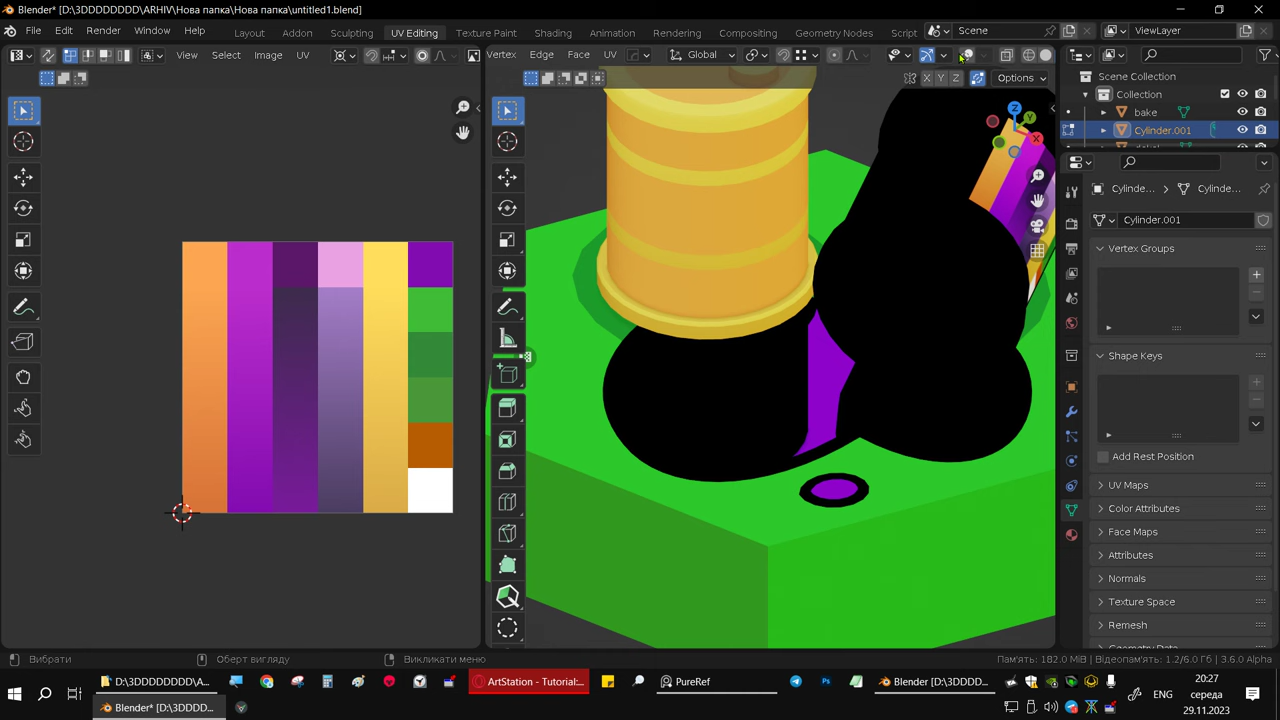 Blender* [D:\3DDDDDDDD\ARHIV\Нова папка\Нова папка\untitled1.blend]
File Edit Render Window Help Layout Addon Sculpting UV Editing Texture Paint Shading Animation Rendering Compositing Geometry Nodes Scripting Scene ViewLayer
View Select Image UV Vertex Edge Face UV Global
X Y Z Options
Scene Collection
Collection
bake
Cylinder.001
Z
Y
X
Cylinde... Cylinde...
Cylinder.001
Vertex Groups
Shape Keys
Add Rest Position
UV Maps
Color Attributes
Face Maps
Attributes
Normals
Texture Space
Remesh
Geometry Data
Вибрати Оберт вигляду Викликати меню Пам'ять: 182.0 MiB | Відеопам'ять: 1.2/6.0 Гб | 3.6.0 Alpha
D:\3DDDDDDDD\A... ArtStation - Tutorial:... PureRef Blender [D:\3DDDD...
ENG
20:27
середа
29.11.2023
Blender* [D:\3DDDD...